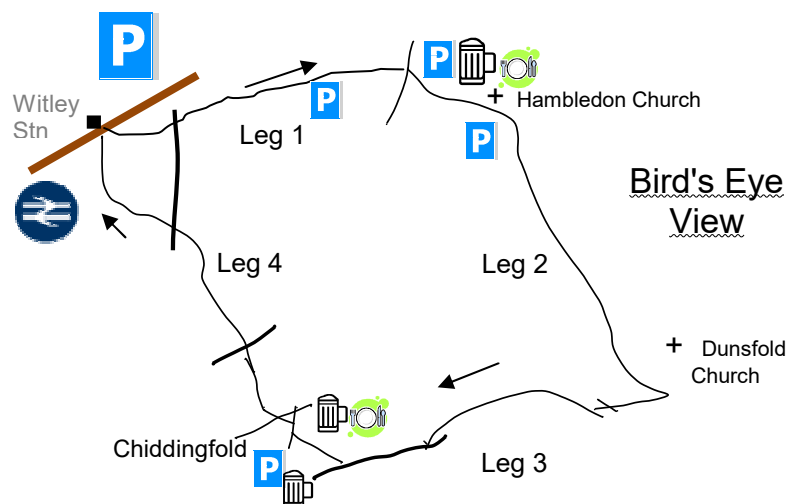 P
P
P
Witley
Stn
Hambledon Church
Leg 1
P
Bird's Eye
View
Leg 2
Leg 4
Dunsfold
Church
Chiddingfold
P
Leg 3